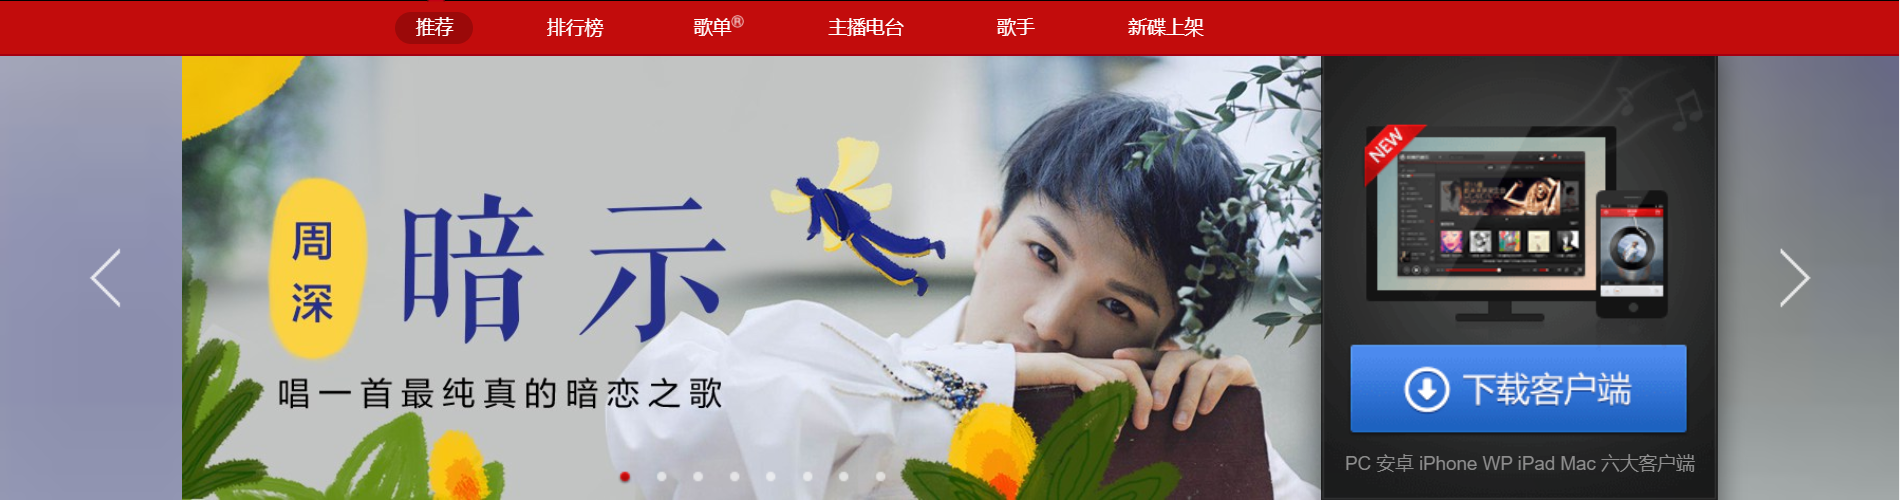 推荐 排行榜 歌单® 主播电台 歌手 新碟上架
周深
暗示
唱一首最纯真的暗恋之歌
NEW
下载客户端
PC 安卓 iPhone WP iPad Mac 六大客户端